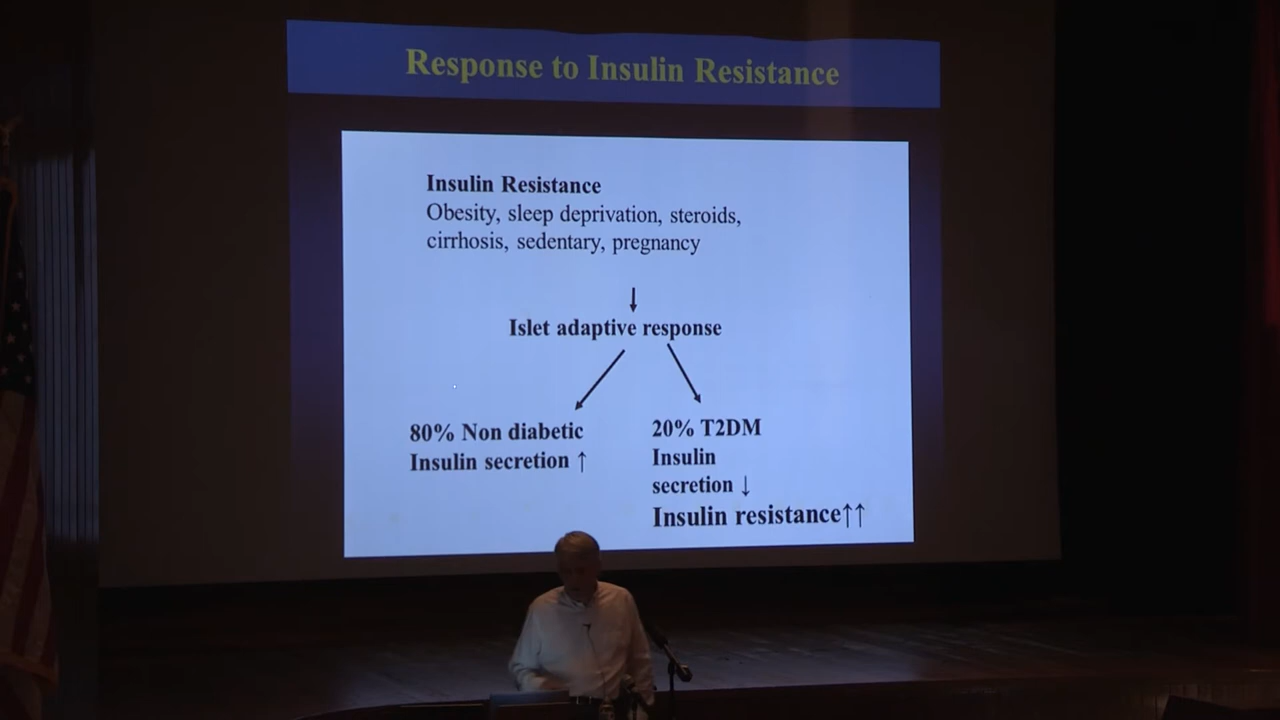 Response to Insulin Resistance
Insulin Resistance
Obesity, sleep deprivation, steroids,
cirrhosis, sedentary, pregnancy
↓
Islet adaptive response
80% Non diabetic
Insulin secretion ↑
20% T2DM
Insulin
secretion ↓
Insulin resistance↑↑